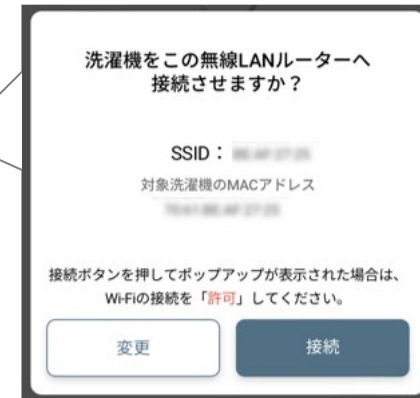 洗濯機をこの無線LANルーターへ
接続させますか？
SSID：
対象洗濯機のMACアドレス
接続ボタンを押してポップアップが表示された場合は、
Wi-Fiの接続を「許可」してください。
変更
接続